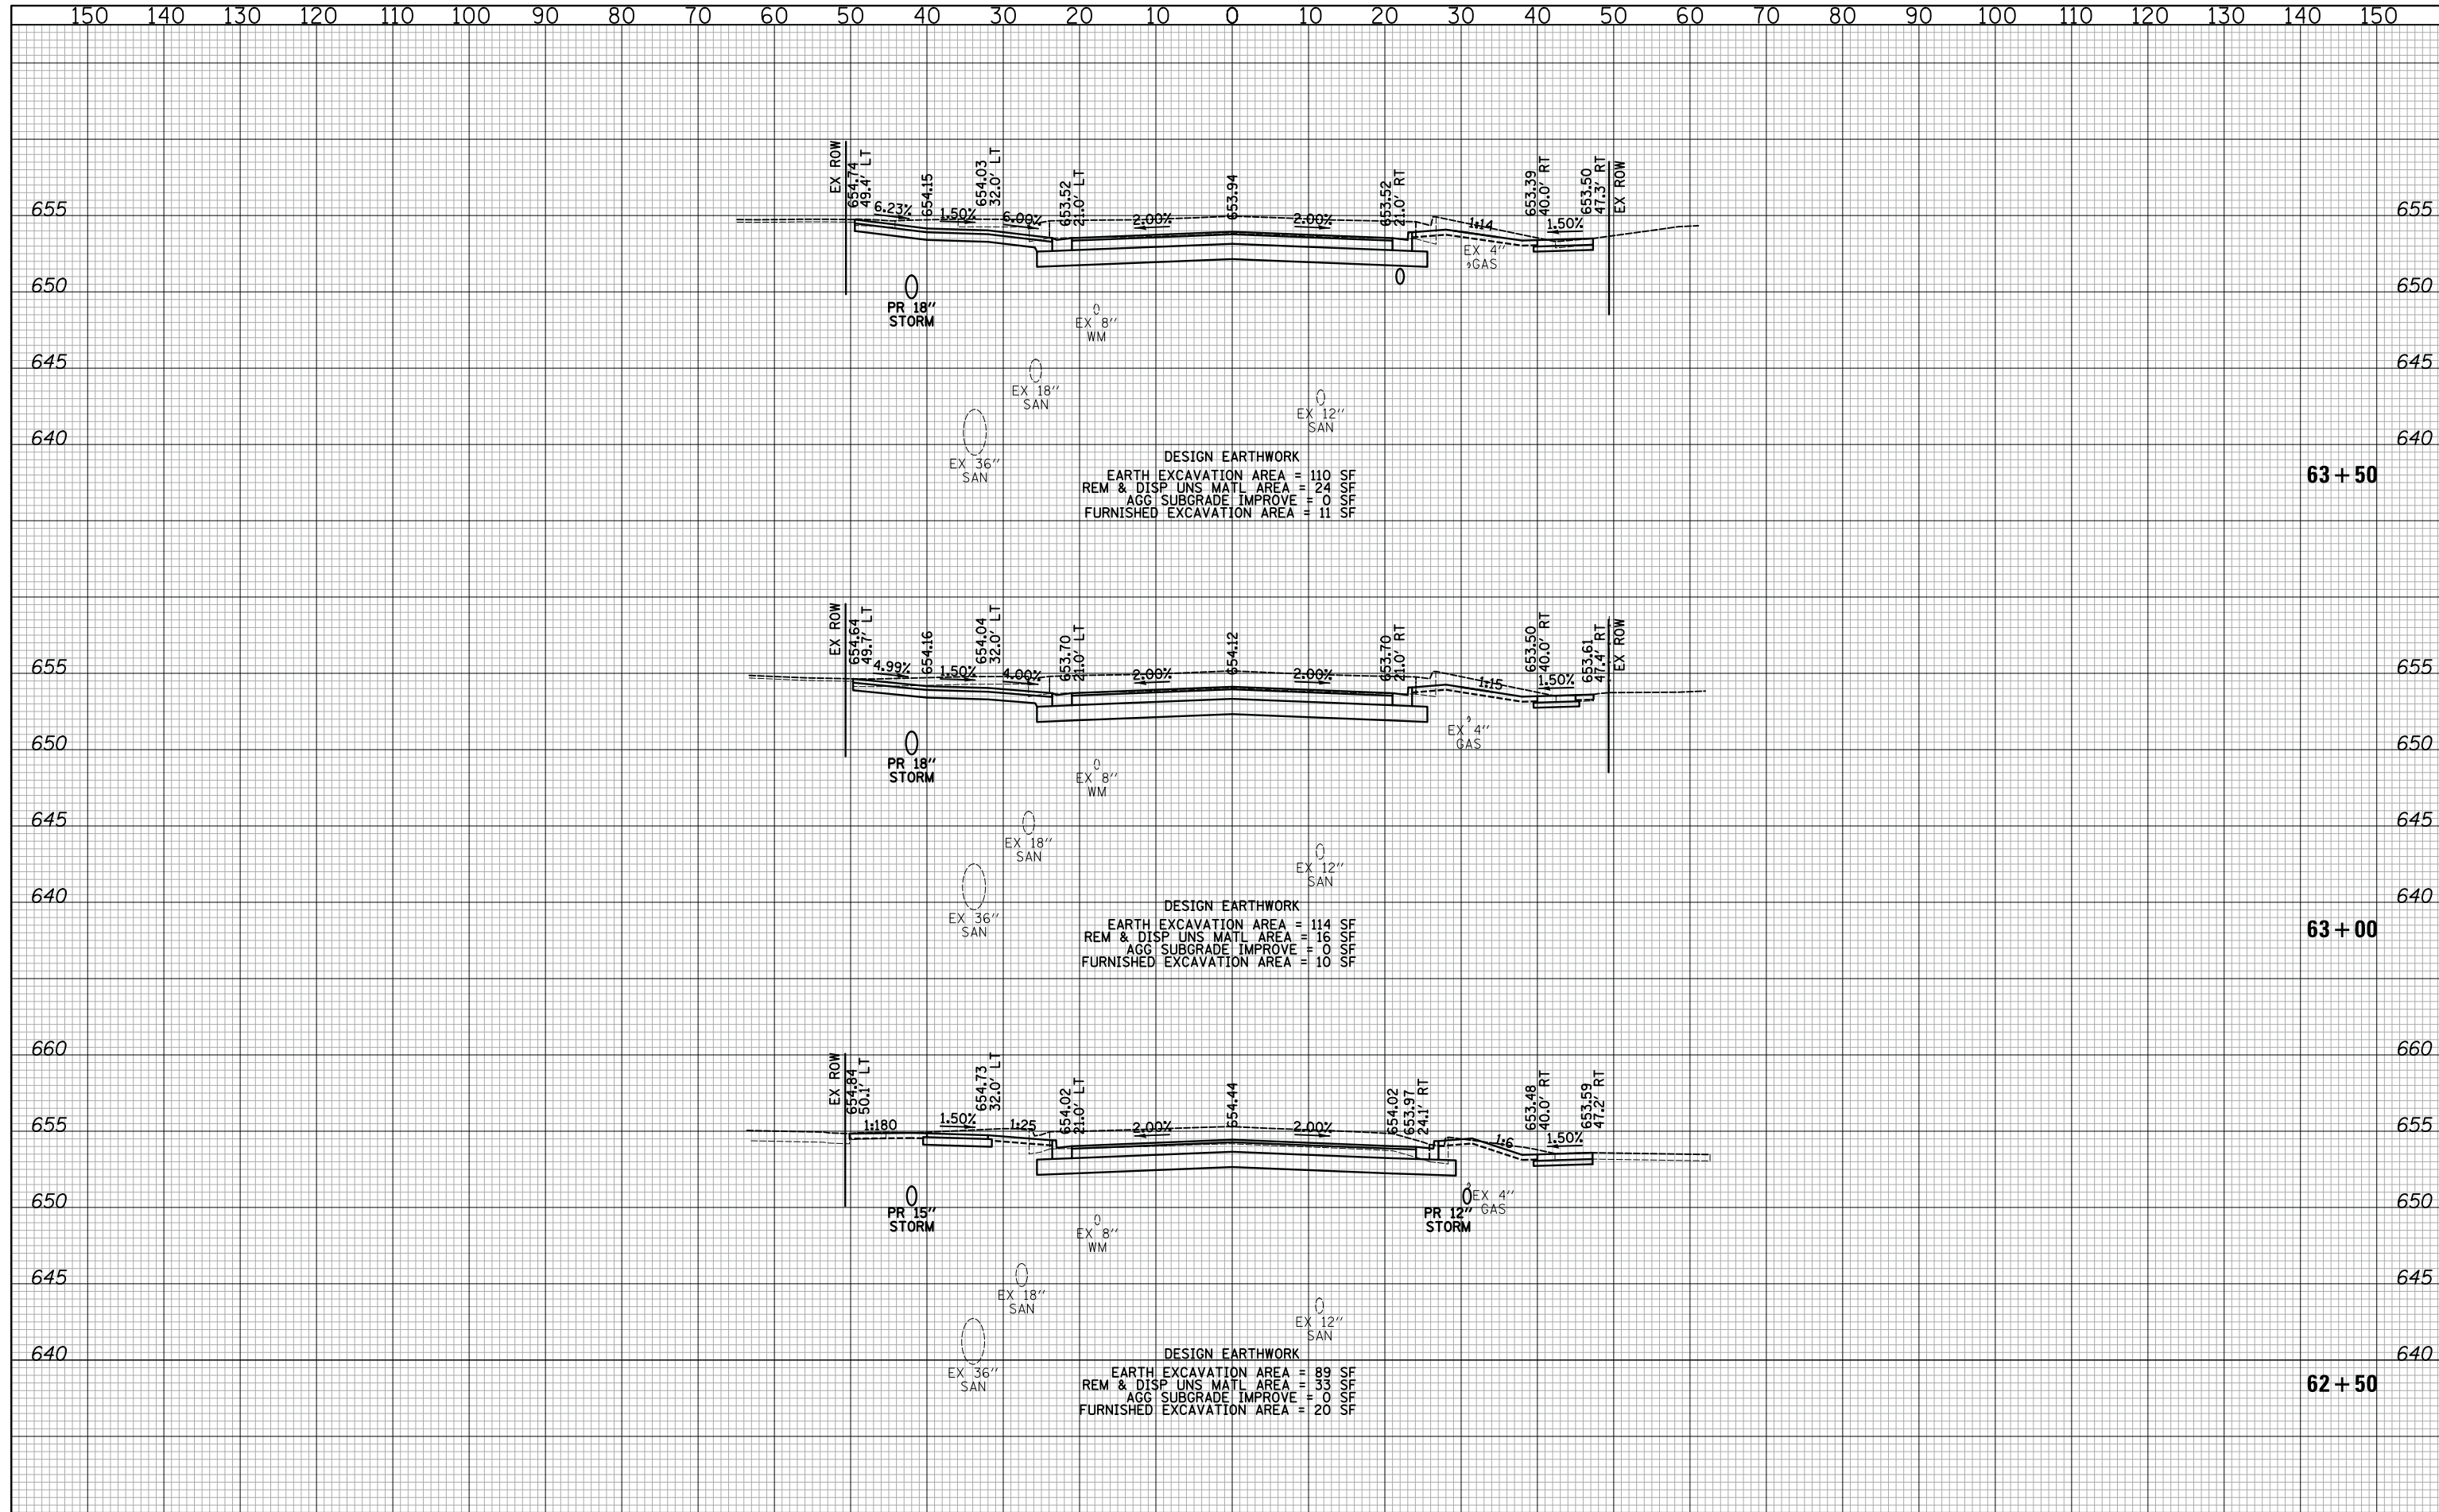 150 140 130 120 110 100 90 80 70 60 50 40 30 20 10 0 10 20 30 40 50 60 70 80 90 100 110 120 130 140 150
EX ROW
654.74
49.4' LT
654.15
654.03
32.0' LT
653.52
21.0' LT
653.94
653.52
21.0' RT
653.39
40.0' RT
653.50
47.3' RT
EX ROW
655 655
6.23% 1.50% 6.00% 2.00% 2.00% 1:14 1.50%
EX 4"
GAS
650 650
PR 18"
STORM
EX 8"
WM
645 645
EX 18"
SAN
EX 12"
SAN
640 640
EX 36"
SAN
DESIGN EARTHWORK
EARTH EXCAVATION AREA = 110 SF
REM & DISP UNS MATL AREA = 24 SF
AGG SUBGRADE IMPROVE = 0 SF
FURNISHED EXCAVATION AREA = 11 SF
63+50
EX ROW
654.64
49.7' LT
654.16
654.04
32.0' LT
653.70
21.0' LT
654.12
653.70
21.0' RT
653.50
40.0' RT
653.61
47.4' RT
EX ROW
655 655
4.99% 1.50% 4.00% 2.00% 2.00% 1:15 1.50%
EX 4"
GAS
650 650
PR 18"
STORM
EX 8"
WM
645 645
EX 18"
SAN
EX 12"
SAN
640 640
EX 36"
SAN
DESIGN EARTHWORK
EARTH EXCAVATION AREA = 114 SF
REM & DISP UNS MATL AREA = 16 SF
AGG SUBGRADE IMPROVE = 0 SF
FURNISHED EXCAVATION AREA = 10 SF
63+00
660 660
EX ROW
654.84
50.1' LT
654.73
32.0' LT
654.02
21.0' LT
654.44
654.02
653.97
24.1' RT
653.48
40.0' RT
653.59
47.2' RT
655 655
1:180 1.50% 1:25 2.00% 2.00% 1:6 1.50%
EX 4"
GAS
650 650
PR 15"
STORM
PR 12"
STORM
EX 8"
WM
645 645
EX 18"
SAN
EX 12"
SAN
640 640
EX 36"
SAN
DESIGN EARTHWORK
EARTH EXCAVATION AREA = 89 SF
REM & DISP UNS MATL AREA = 33 SF
AGG SUBGRADE IMPROVE = 0 SF
FURNISHED EXCAVATION AREA = 20 SF
62+50